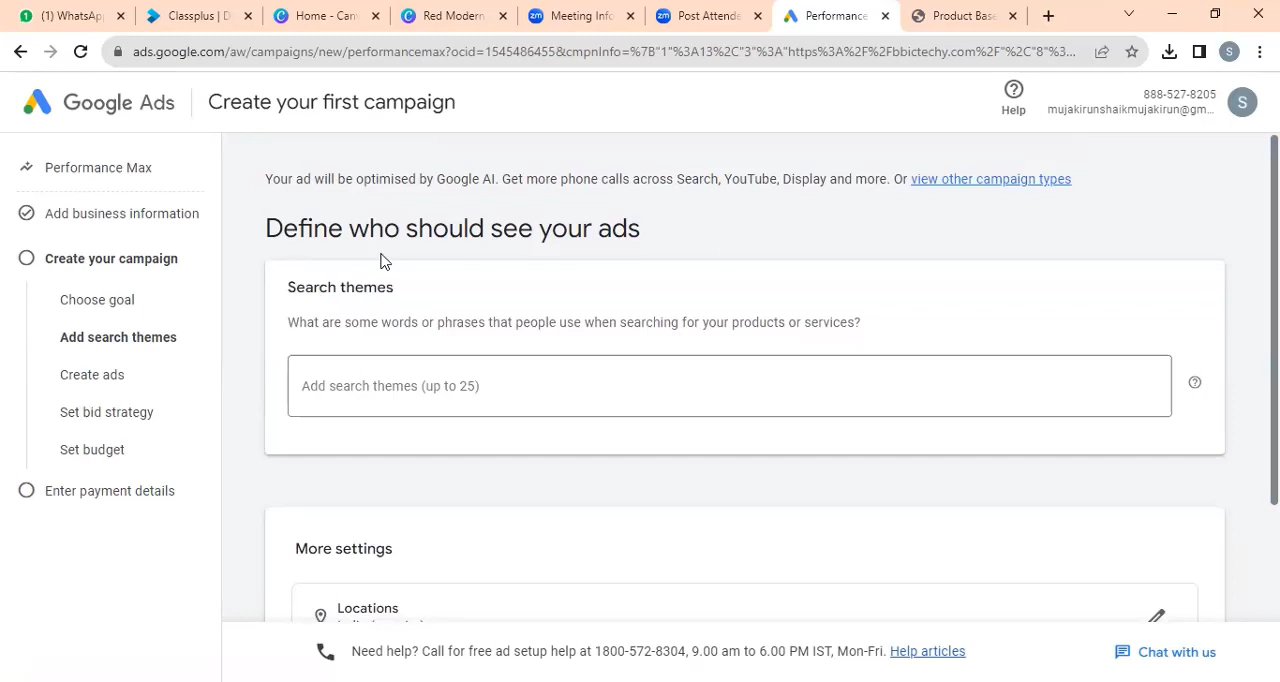 (1) WhatsApp
Classplus | D
Home - Can
Red Modern
Meeting Info
Post Attende
Performance
Product Base
ads.google.com/aw/campaigns/new/performancemax?ocid=1545486455&cmpnInfo=%7B"1"%3A13%2C"3"%3A"https%3A%2F%2Fbbictechy.com%2F"%2C"8"%3...
S
Google Ads
Create your first campaign
Help
888-527-8205
mujakirunshaikmujakirun@gm...
S
Performance Max
Add business information
Create your campaign
Choose goal
Add search themes
Create ads
Set bid strategy
Set budget
Enter payment details
Your ad will be optimised by Google AI. Get more phone calls across Search, YouTube, Display and more. Or view other campaign types
Define who should see your ads
Search themes
What are some words or phrases that people use when searching for your products or services?
Add search themes (up to 25)
More settings
Locations
Need help? Call for free ad setup help at 1800-572-8304, 9.00 am to 6.00 PM IST, Mon-Fri. Help articles
Chat with us